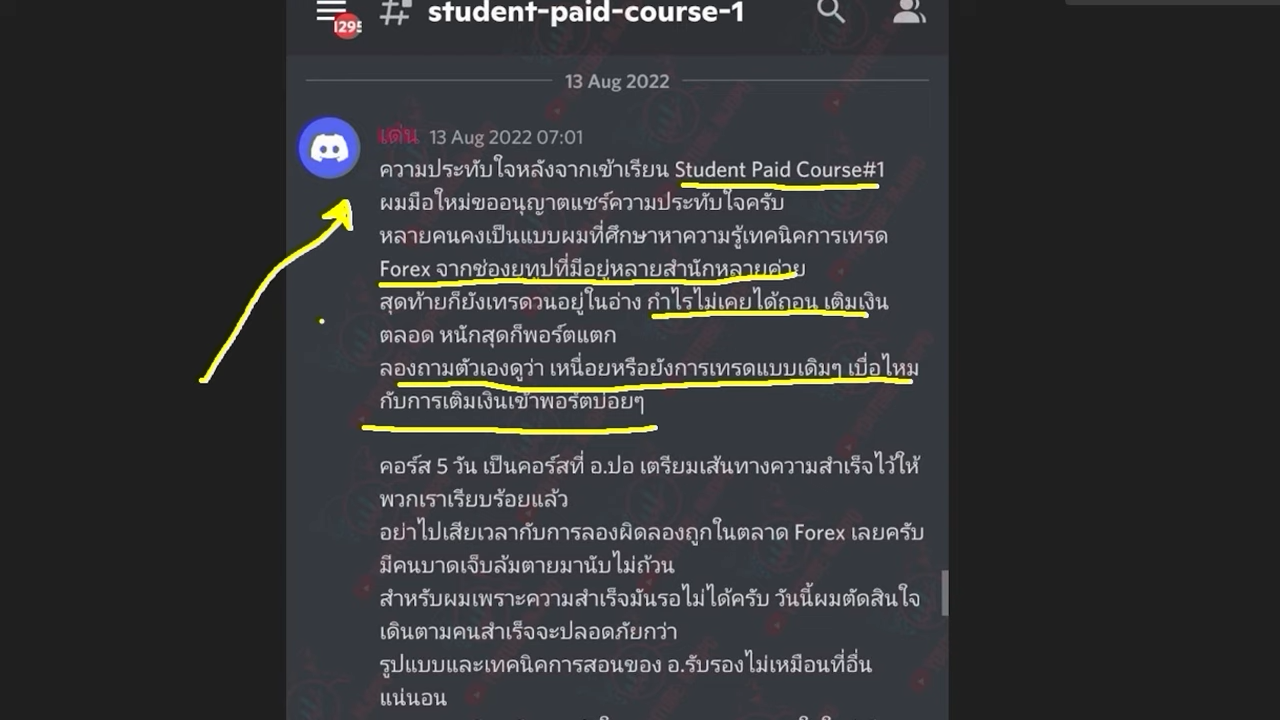 1295
# student-paid-course-1
13 Aug 2022
เด่น 13 Aug 2022 07:01
ความประทับใจหลังจากเข้าเรียน Student Paid Course#1
ผมมือใหม่ขออนุญาตแชร์ความประทับใจครับ
หลายคนคงเป็นแบบผมที่ศึกษาหาความรู้เทคนิคการเทรด
Forex จากช่องยูทูปที่มีอยู่หลายสำนักหลายค่าย
สุดท้ายก็ยังเทรดวนอยู่ในอ่าง กำไรไม่เคยได้ถอน เติมเงิน
ตลอด หนักสุดก็พอร์ตแตก
ลองถามตัวเองดูว่า เหนื่อยหรือยังการเทรดแบบเดิมๆ เบื่อไหม
กับการเติมเงินเข้าพอร์ตบ่อยๆ
คอร์ส 5 วัน เป็นคอร์สที่ อ.ปอ เตรียมเส้นทางความสำเร็จไว้ให้
พวกเราเรียบร้อยแล้ว
อย่าไปเสียเวลากับการลองผิดลองถูกในตลาด Forex เลยครับ
มีคนบาดเจ็บล้มตายมานับไม่ถ้วน
สำหรับผมเพราะความสำเร็จมันรอไม่ได้ครับ วันนี้ผมตัดสินใจ
เดินตามคนสำเร็จจะปลอดภัยกว่า
รูปแบบและเทคนิคการสอนของ อ.รับรองไม่เหมือนที่อื่น
แน่นอน